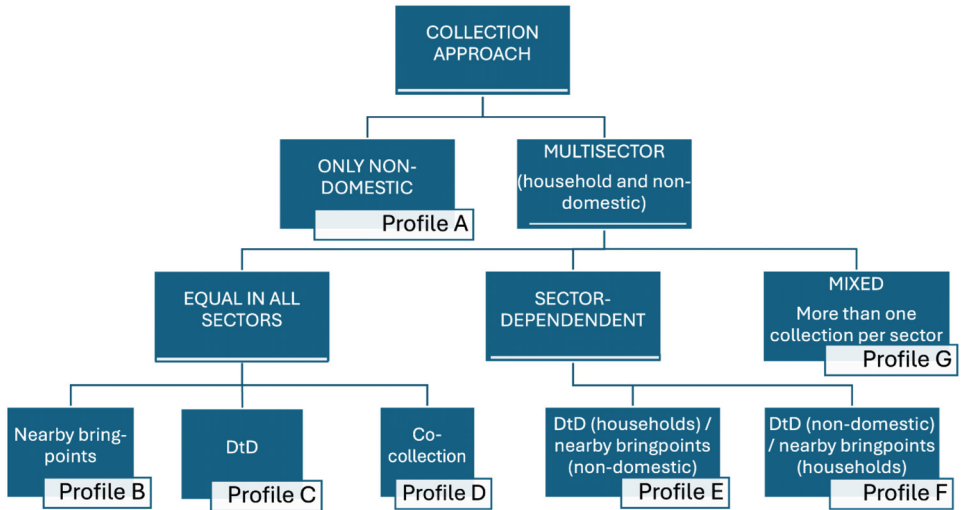 COLLECTION
APPROACH
ONLY NON-
DOMESTIC
Profile A
MULTISECTOR
(household and non-
domestic)
EQUAL IN ALL
SECTORS
SECTOR-
DEPENDENT
MIXED
More than one
collection per sector
Profile G
Nearby bring-
points
Profile B
DtD
Profile C
Co-
collection
Profile D
DtD (households) /
nearby bringpoints
(non-domestic)
Profile E
DtD (non-domestic)
/ nearby bringpoints
(households)
Profile F